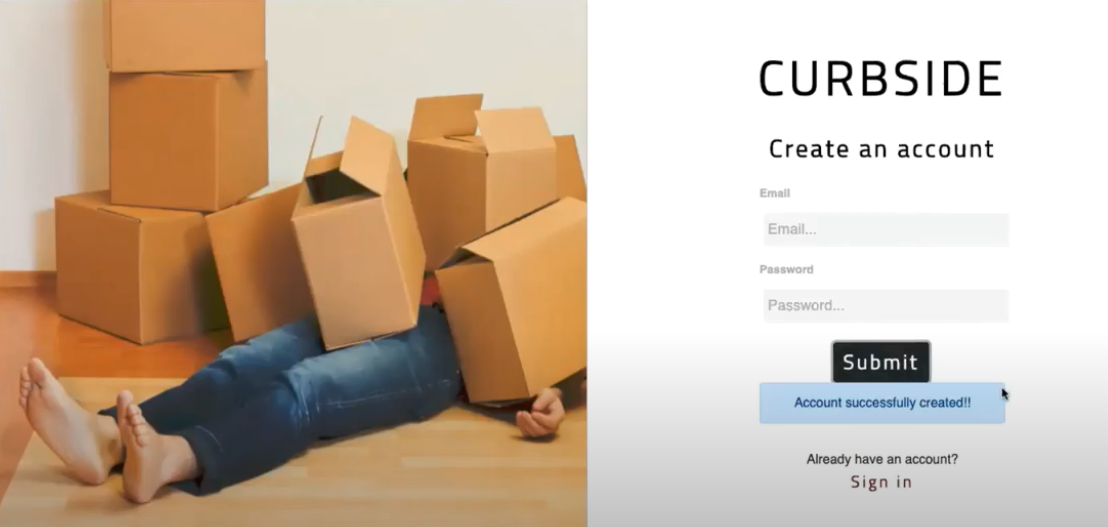 CURBSIDE
Create an account
Email
Email...
Password
Password...
Submit
Account successfully created!!
Already have an account?
Sign in